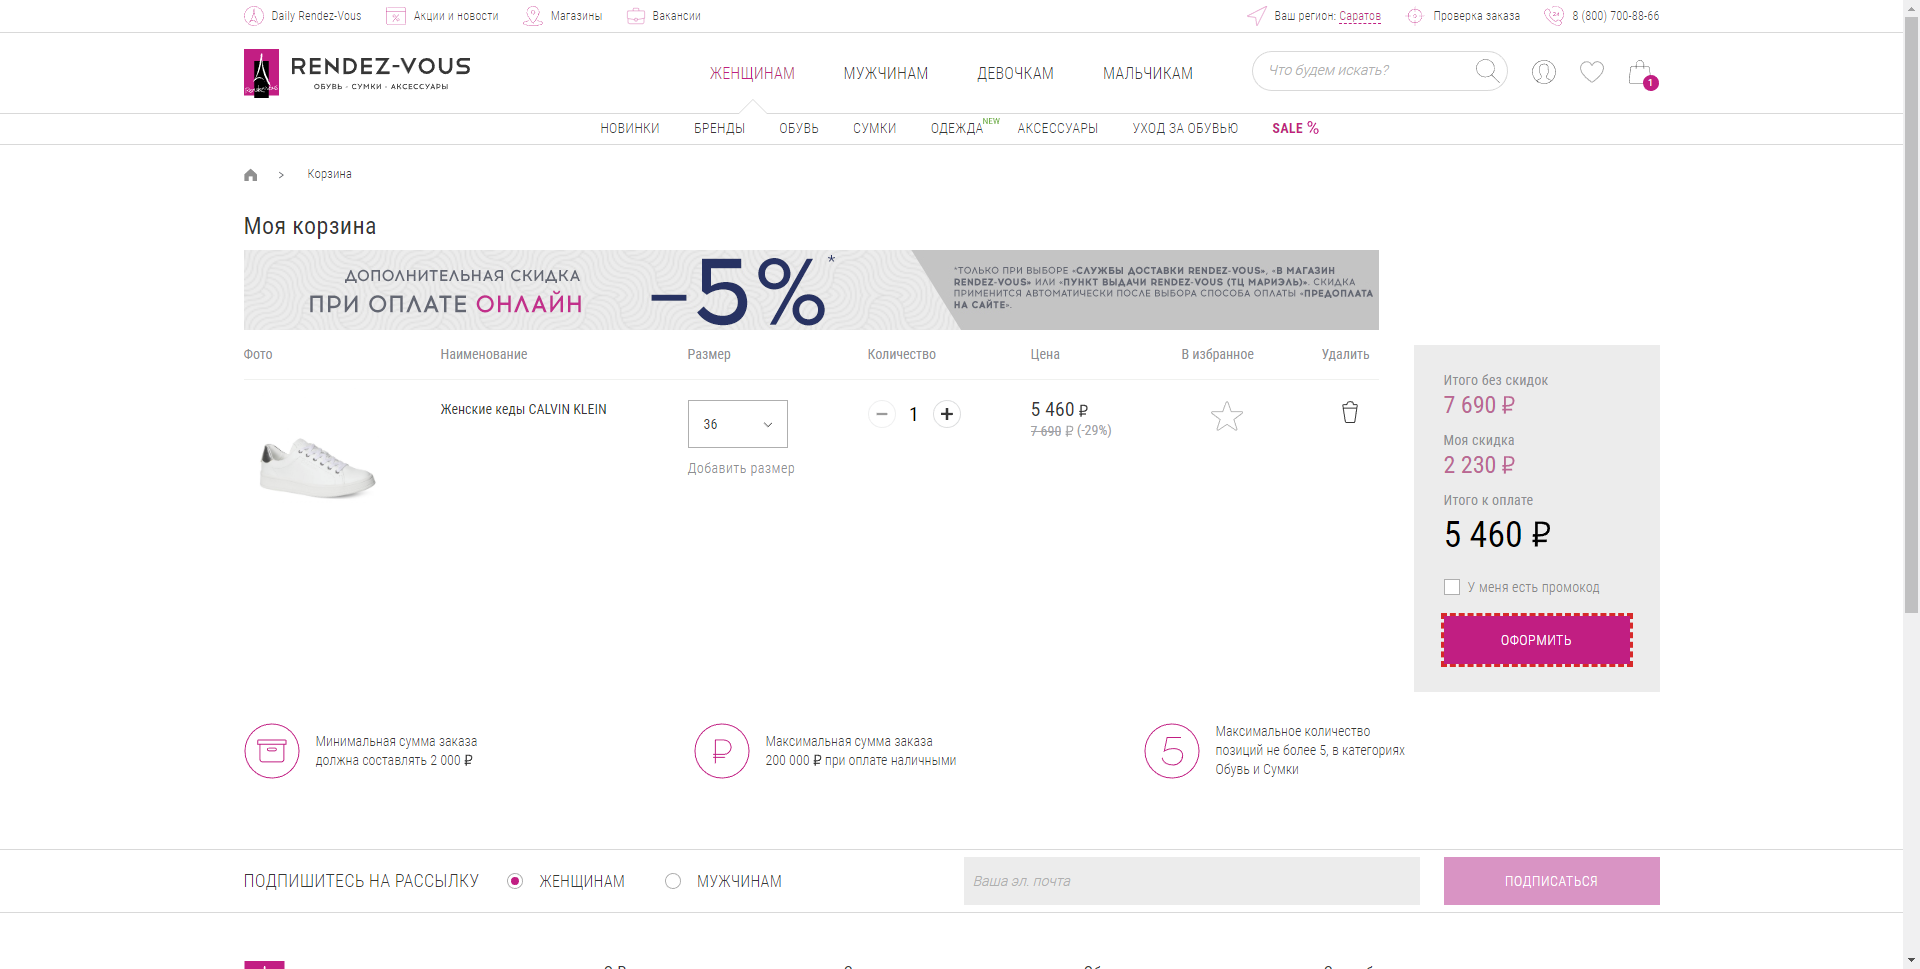 Daily Rendez-Vous
Акции и новости
Магазины
Вакансии
Ваш регион: Саратов
Проверка заказа
8 (800) 700-88-66
RENDEZ-VOUS
ОБУВЬ · СУМКИ · АКСЕССУАРЫ
ЖЕНЩИНАМ
МУЖЧИНАМ
ДЕВОЧКАМ
МАЛЬЧИКАМ
Что будем искать?
1
НОВИНКИ
БРЕНДЫ
ОБУВЬ
СУМКИ
ОДЕЖДА NEW
АКСЕССУАРЫ
УХОД ЗА ОБУВЬЮ
SALE %
> Корзина
Моя корзина
ДОПОЛНИТЕЛЬНАЯ СКИДКА
ПРИ ОПЛАТЕ ОНЛАЙН
–5%*
*ТОЛЬКО ПРИ ВЫБОРЕ «СЛУЖБЫ ДОСТАВКИ RENDEZ-VOUS», «В МАГАЗИН
RENDEZ-VOUS» ИЛИ «ПУНКТ ВЫДАЧИ RENDEZ-VOUS (ТЦ МАРИЭЛЬ)». СКИДКА
ПРИМЕНИТСЯ АВТОМАТИЧЕСКИ ПОСЛЕ ВЫБОРА СПОСОБА ОПЛАТЫ «ПРЕДОПЛАТА
НА САЙТЕ».
Фото
Наименование
Размер
Количество
Цена
В избранное
Удалить
Женские кеды CALVIN KLEIN
36
Добавить размер
1
5 460 ₽
7 690 ₽ (-29%)
Итого без скидок
7 690 ₽
Моя скидка
2 230 ₽
Итого к оплате
5 460 ₽
У меня есть промокод
ОФОРМИТЬ
Минимальная сумма заказа
должна составлять 2 000 ₽
₽
Максимальная сумма заказа
200 000 ₽ при оплате наличными
5
Максимальное количество
позиций не более 5, в категориях
Обувь и Сумки
ПОДПИШИТЕСЬ НА РАССЫЛКУ
ЖЕНЩИНАМ
МУЖЧИНАМ
Ваша эл. почта
ПОДПИСАТЬСЯ